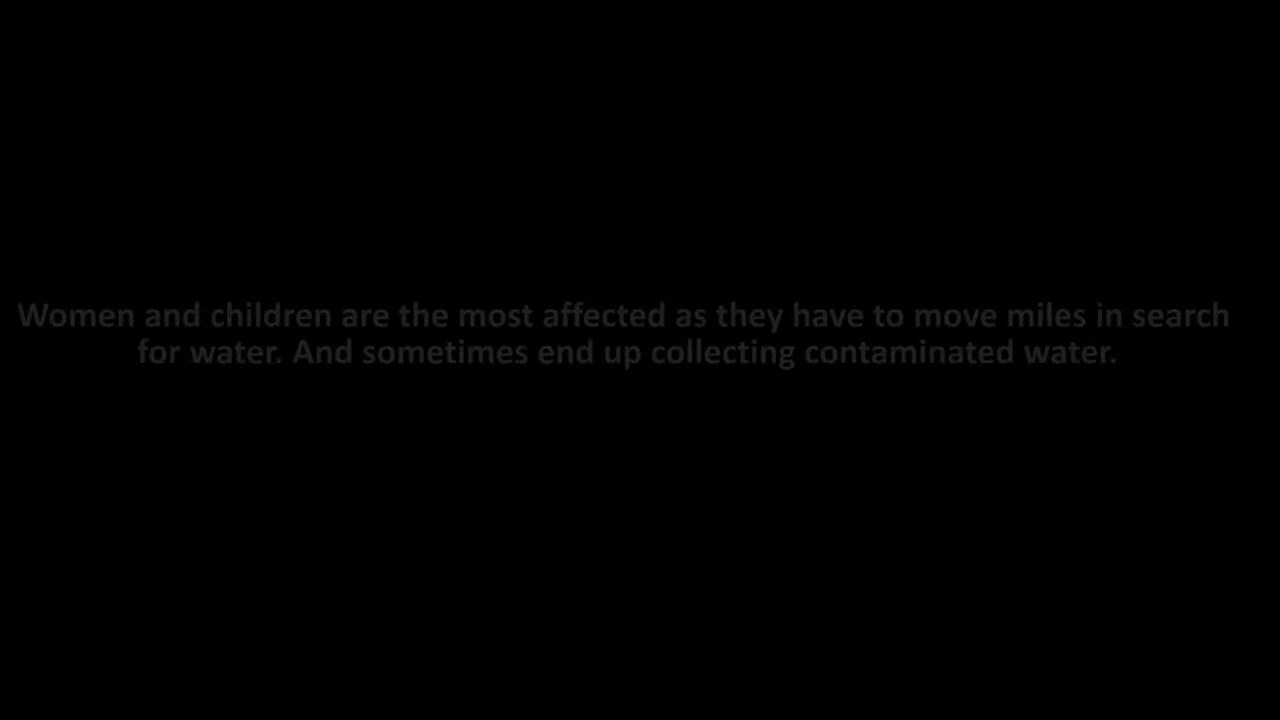 Women and children are the most affected as they have to move miles in search
for water. And sometimes end up collecting contaminated water.